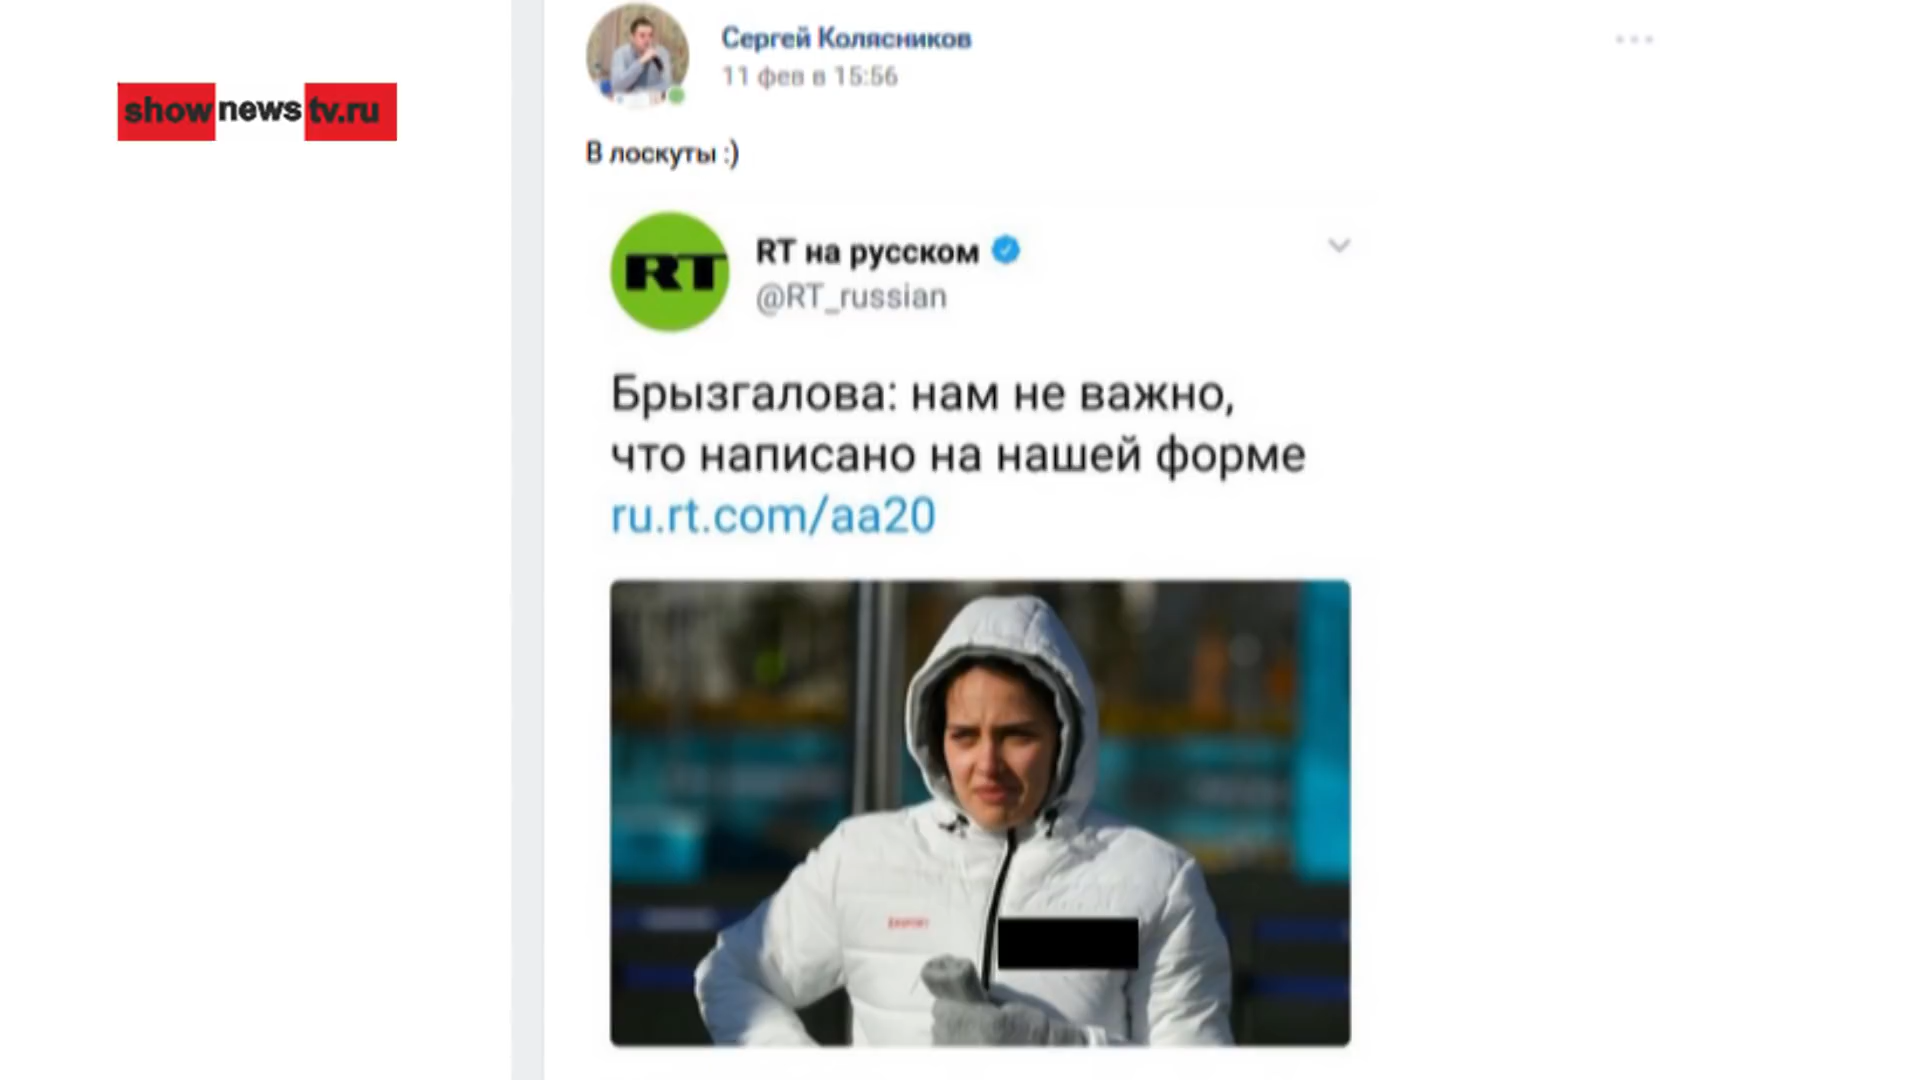 shownewstv.ru
Сергей Колясников
11 фев в 15:56
В лоскуты :)
RT
RT на русском
@RT_russian
Брызгалова: нам не важно,
что написано на нашей форме
ru.rt.com/aa20